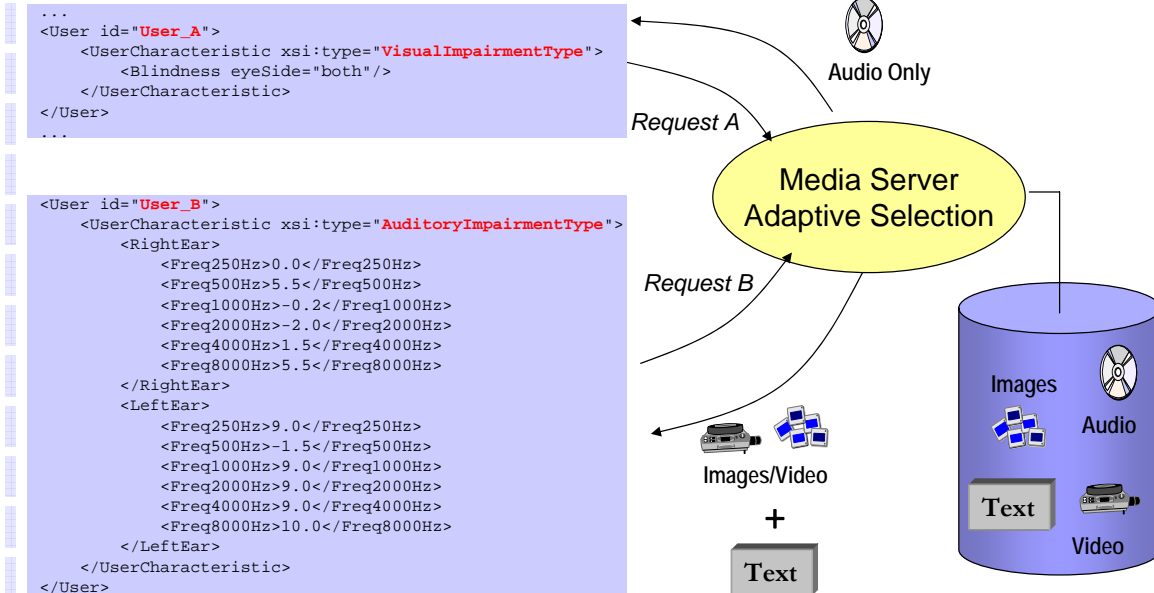 ...
<User id="User_A">
    <UserCharacteristic xsi:type="VisualImpairmentType">
        <Blindness eyeSide="both"/>
    </UserCharacteristic>
</User>
...
<User id="User_B">
    <UserCharacteristic xsi:type="AuditoryImpairmentType">
        <RightEar>
            <Freq250Hz>0.0</Freq250Hz>
            <Freq500Hz>5.5</Freq500Hz>
            <Freq1000Hz>-0.2</Freq1000Hz>
            <Freq2000Hz>-2.0</Freq2000Hz>
            <Freq4000Hz>1.5</Freq4000Hz>
            <Freq8000Hz>5.5</Freq8000Hz>
        </RightEar>
        <LeftEar>
            <Freq250Hz>9.0</Freq250Hz>
            <Freq500Hz>-1.5</Freq500Hz>
            <Freq1000Hz>9.0</Freq1000Hz>
            <Freq2000Hz>9.0</Freq2000Hz>
            <Freq4000Hz>9.0</Freq4000Hz>
            <Freq8000Hz>10.0</Freq8000Hz>
        </LeftEar>
    </UserCharacteristic>
</User>
Audio Only
Request A
Media Server
Adaptive Selection
Request B
Images/Video
+
Text
Images
Audio
Text
Video